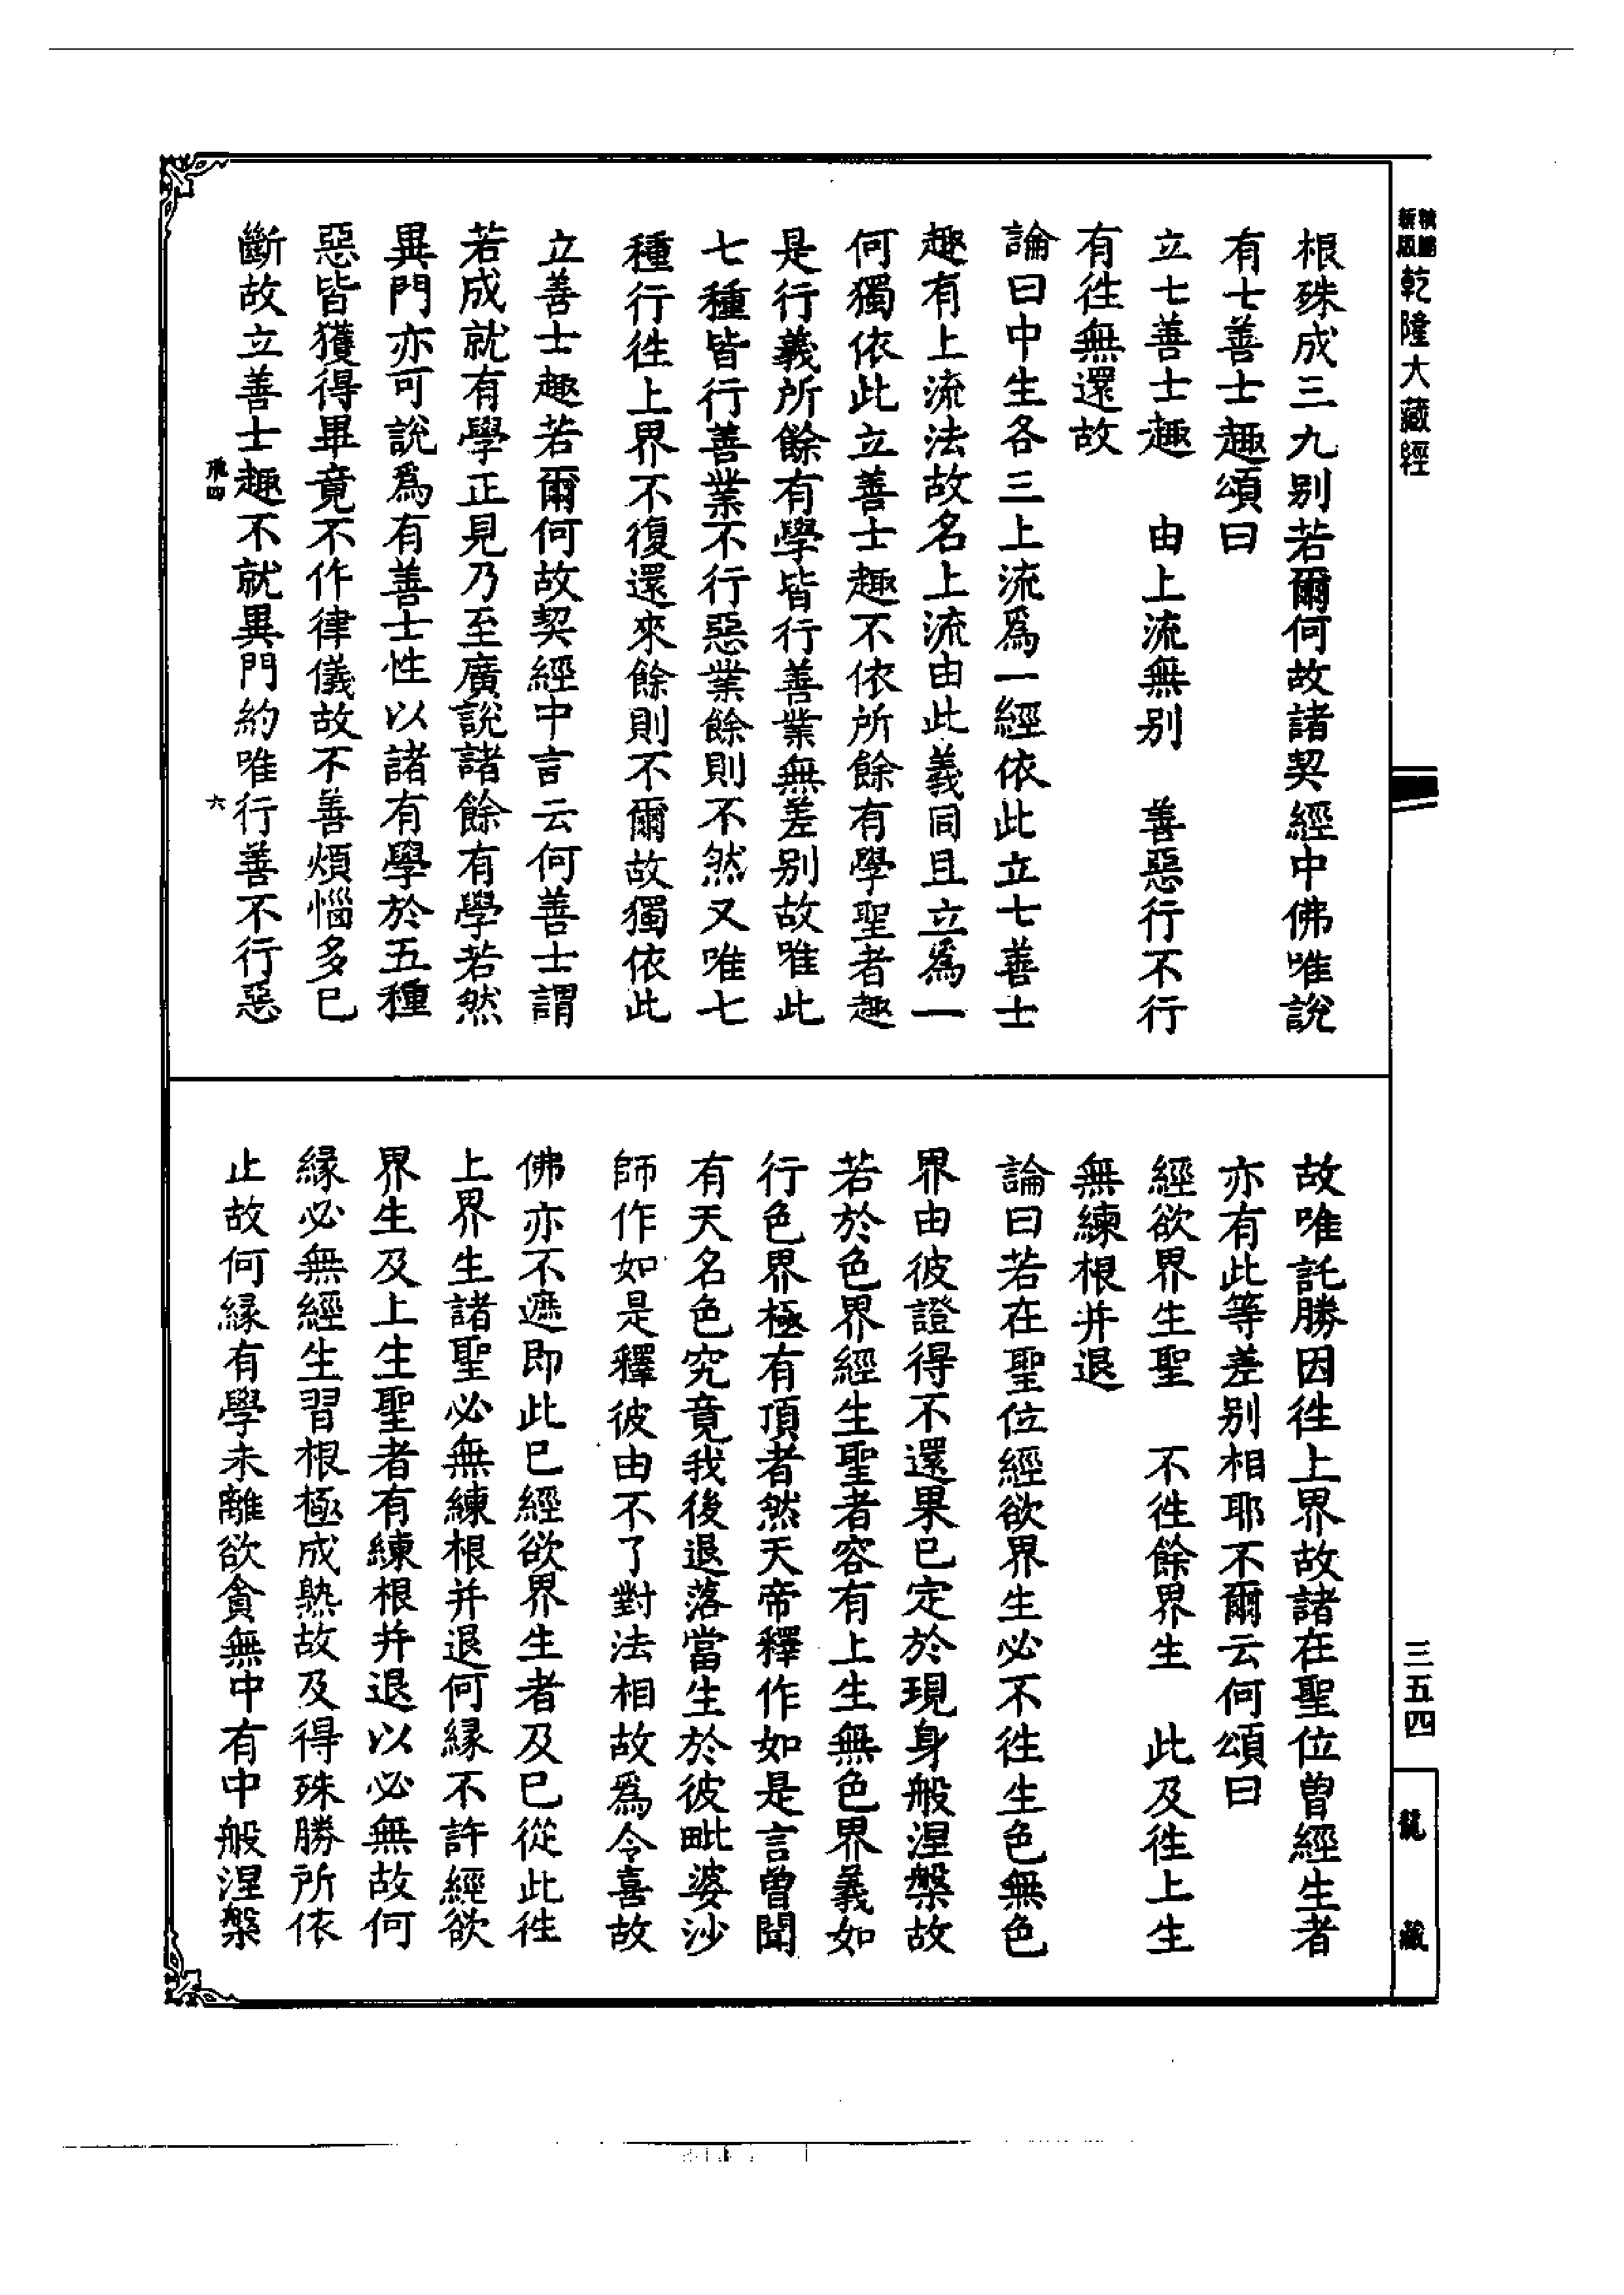 新版
精縮
乾隆大藏經
三五四
龍藏
根殊成三九別若爾何故諸契經中佛唯說
有七善士趣頌曰
立七善士趣　由上流無別　善惡行不行
有徃無還故
論曰中生各三上流爲一經依此立七善士
趣有上流法故名上流由此義同且立爲一
何獨依此立善士趣不依所餘有學聖者趣
是行義所餘有學皆行善業無差別故唯此
七種皆行善業不行惡業餘則不然又唯七
種行徃上界不復還來餘則不爾故獨依此
立善士趣若爾何故契經中言云何善士謂
若成就有學正見乃至廣說諸餘有學若然
異門亦可說爲有善士性以諸有學於五種
惡皆獲得畢竟不作律儀故不善煩惱多已
斷故立善士趣不就異門約唯行善不行惡
飛四
六
故唯託勝因徃上界故諸在聖位曾經生者
亦有此等差別相耶不爾云何頌曰
經欲界生聖　不徃餘界生　此及徃上生
無練根并退
論曰若在聖位經欲界生必不徃生色無色
界由彼證得不還果已定於現身般涅槃故
若於色界經生聖者容有上生無色界義如
行色界極有頂者然天帝釋作如是言曾聞
有天名色究竟我後退落當生於彼毗婆沙
師作如是釋彼由不了對法相故爲令喜故
佛亦不遮即此已經欲界生者及已從此徃
上界生諸聖必無練根并退何緣不許經欲
界生及上生聖者有練根并退以必無故何
緣必無經生習根極成熟故及得殊勝所依
止故何緣有學未離欲貪無中有中般涅槃